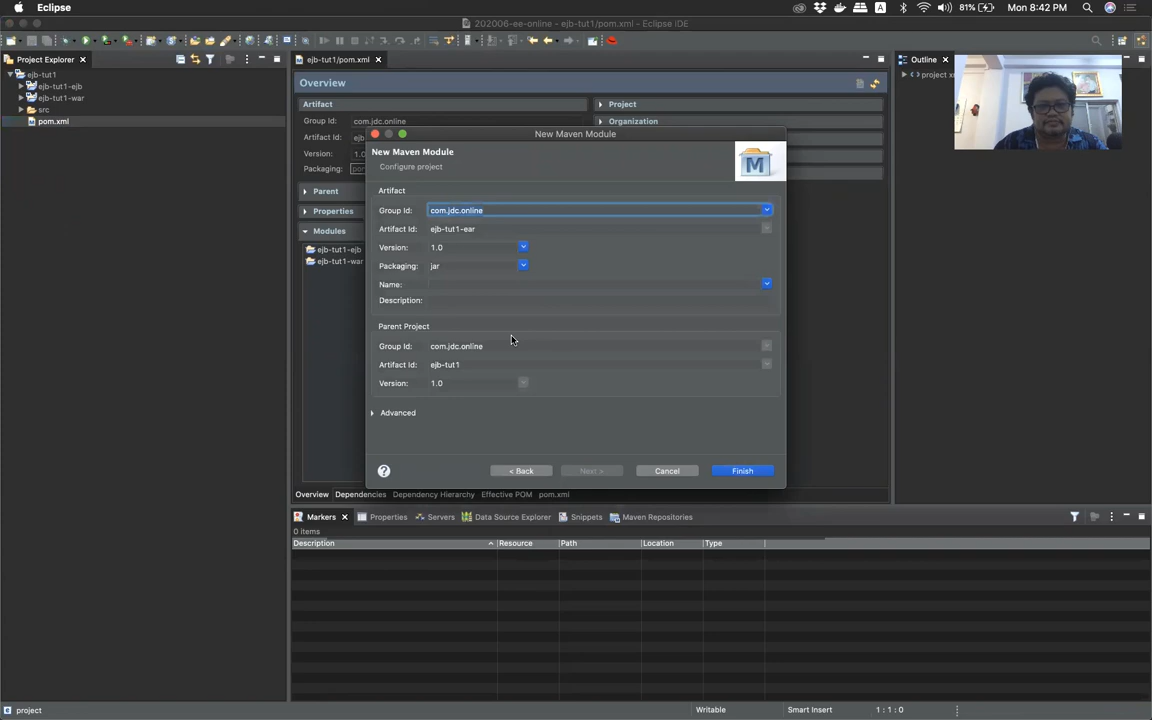 Eclipse
81%
Mon 8:42 PM
202006-ee-online - ejb-tut1/pom.xml - Eclipse IDE
Project Explorer
ejb-tut1
ejb-tut1-ejb
ejb-tut1-war
src
pom.xml
ejb-tut1/pom.xml
Overview
Artifact
Group Id: com.jdc.online
Artifact Id:
Version:
Packaging:
Parent
Properties
Modules
ejb-tut1-ejb
ejb-tut1-war
Project
Organization
Outline
New Maven Module
New Maven Module
Configure project
M
Artifact
Group Id: com.jdc.online
Artifact Id: ejb-tut1-ear
Version: 1.0
Packaging: jar
Name:
Description:
Parent Project
Group Id: com.jdc.online
Artifact Id: ejb-tut1
Version: 1.0
Advanced
?
< Back
Next >
Cancel
Finish
Overview Dependencies Dependency Hierarchy Effective POM pom.xml
Markers Properties Servers Data Source Explorer Snippets Maven Repositories
0 items
Description Resource Path Location Type
project
Writable
Smart Insert
1 : 1 : 0